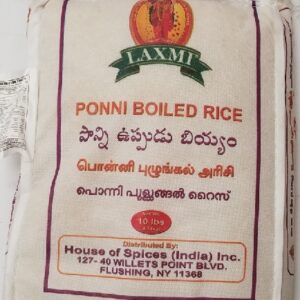 LAXMI
PONNI BOILED RICE
పొన్ని ఉప్పుడు బియ్యం
பொன்னி புழுங்கல் அரிசி
പൊന്നി പുളുങ്ങൽ റൈസ്
10 lbs
Distributed By:
House of Spices (India) Inc.
127- 40 WILLETS POINT BLVD.
FLUSHING, NY 11368